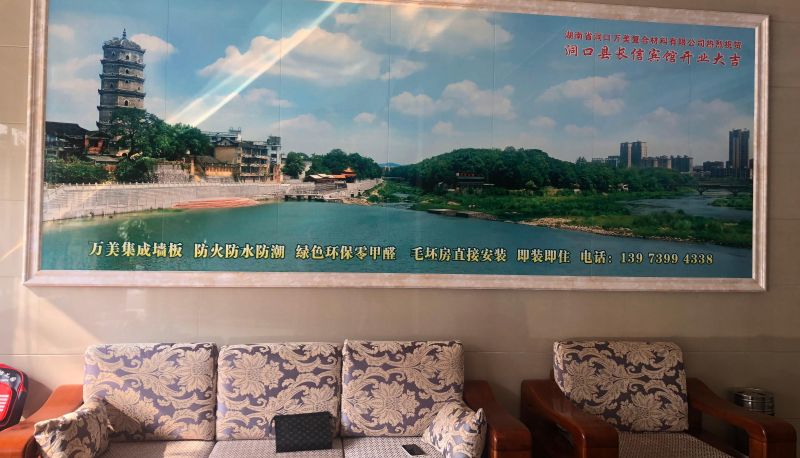 湖南省洞口万美复合材料有限公司热烈祝贺
洞口县长信宾馆开业大吉
万美集成墙板 防火防水防潮 绿色环保零甲醛 毛坯房直接安装 即装即住 电话：139 7399 4338